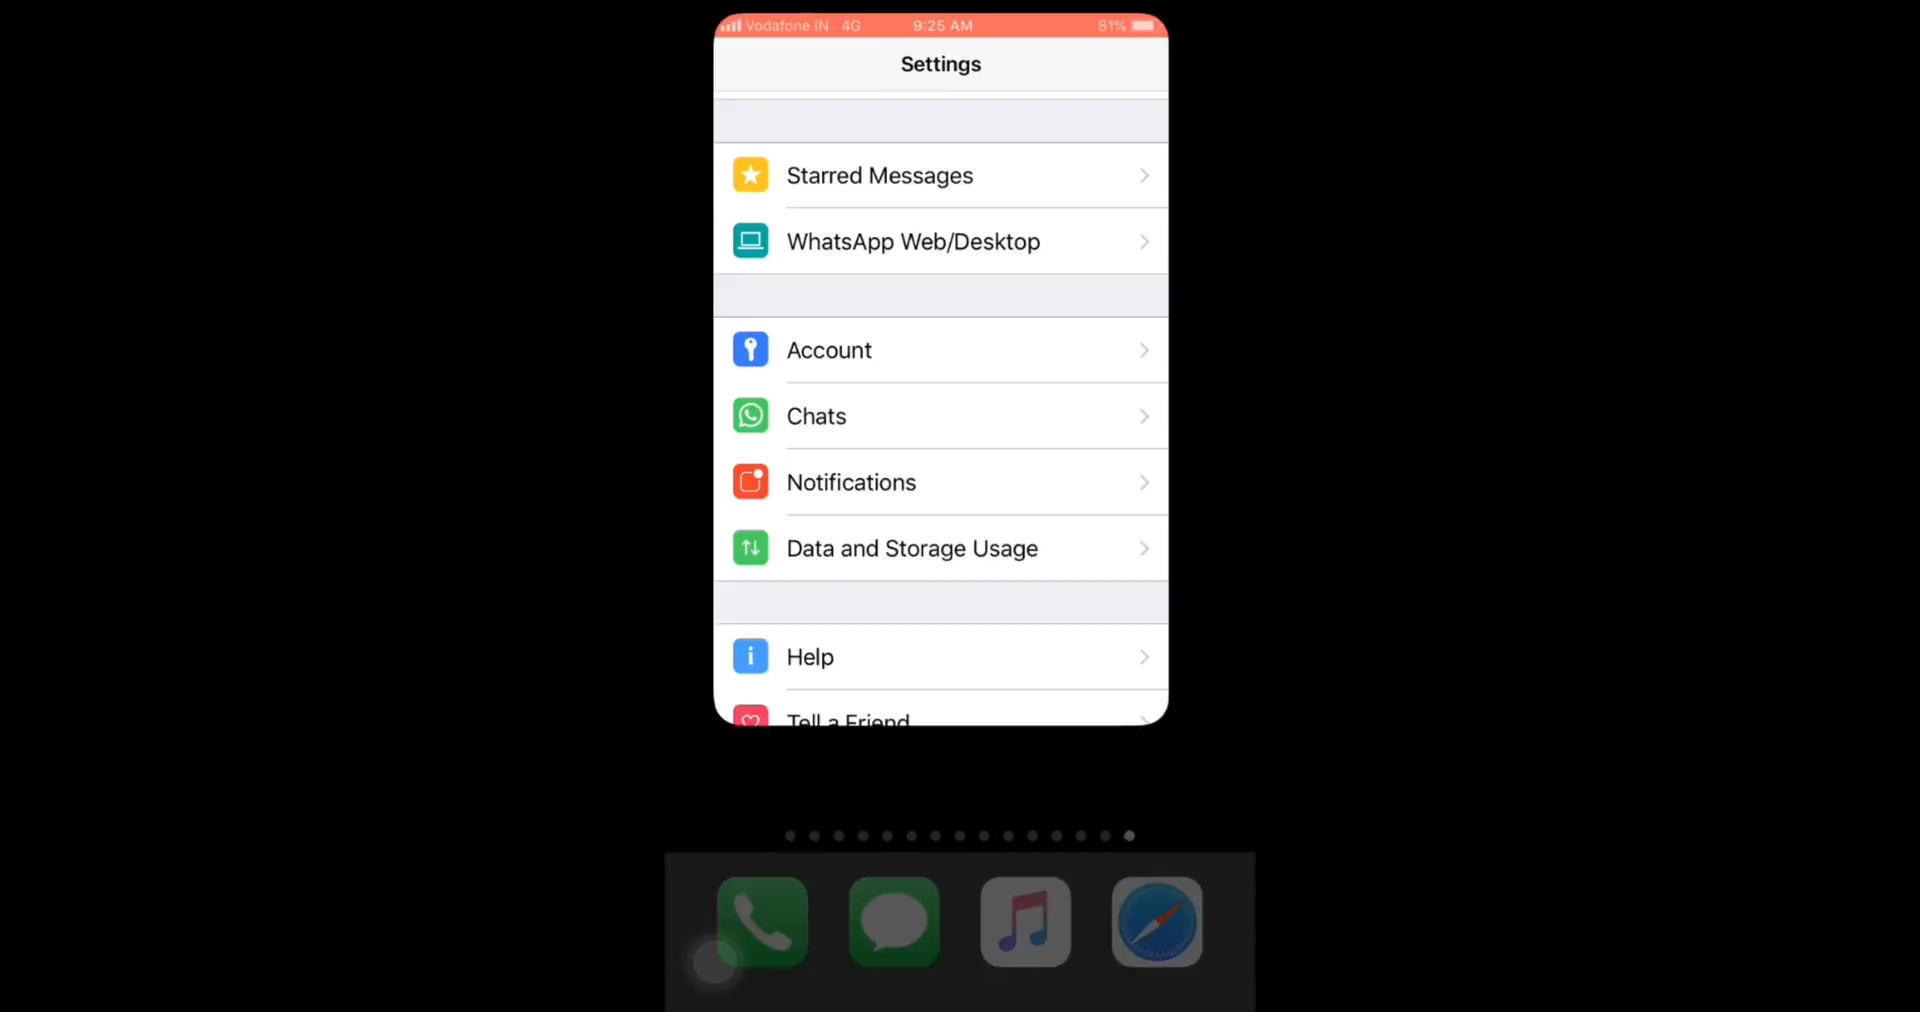 Vodafone IN 4G 9:25 AM 81%
Settings
Starred Messages
WhatsApp Web/Desktop
Account
Chats
Notifications
Data and Storage Usage
Help
Tell a Friend